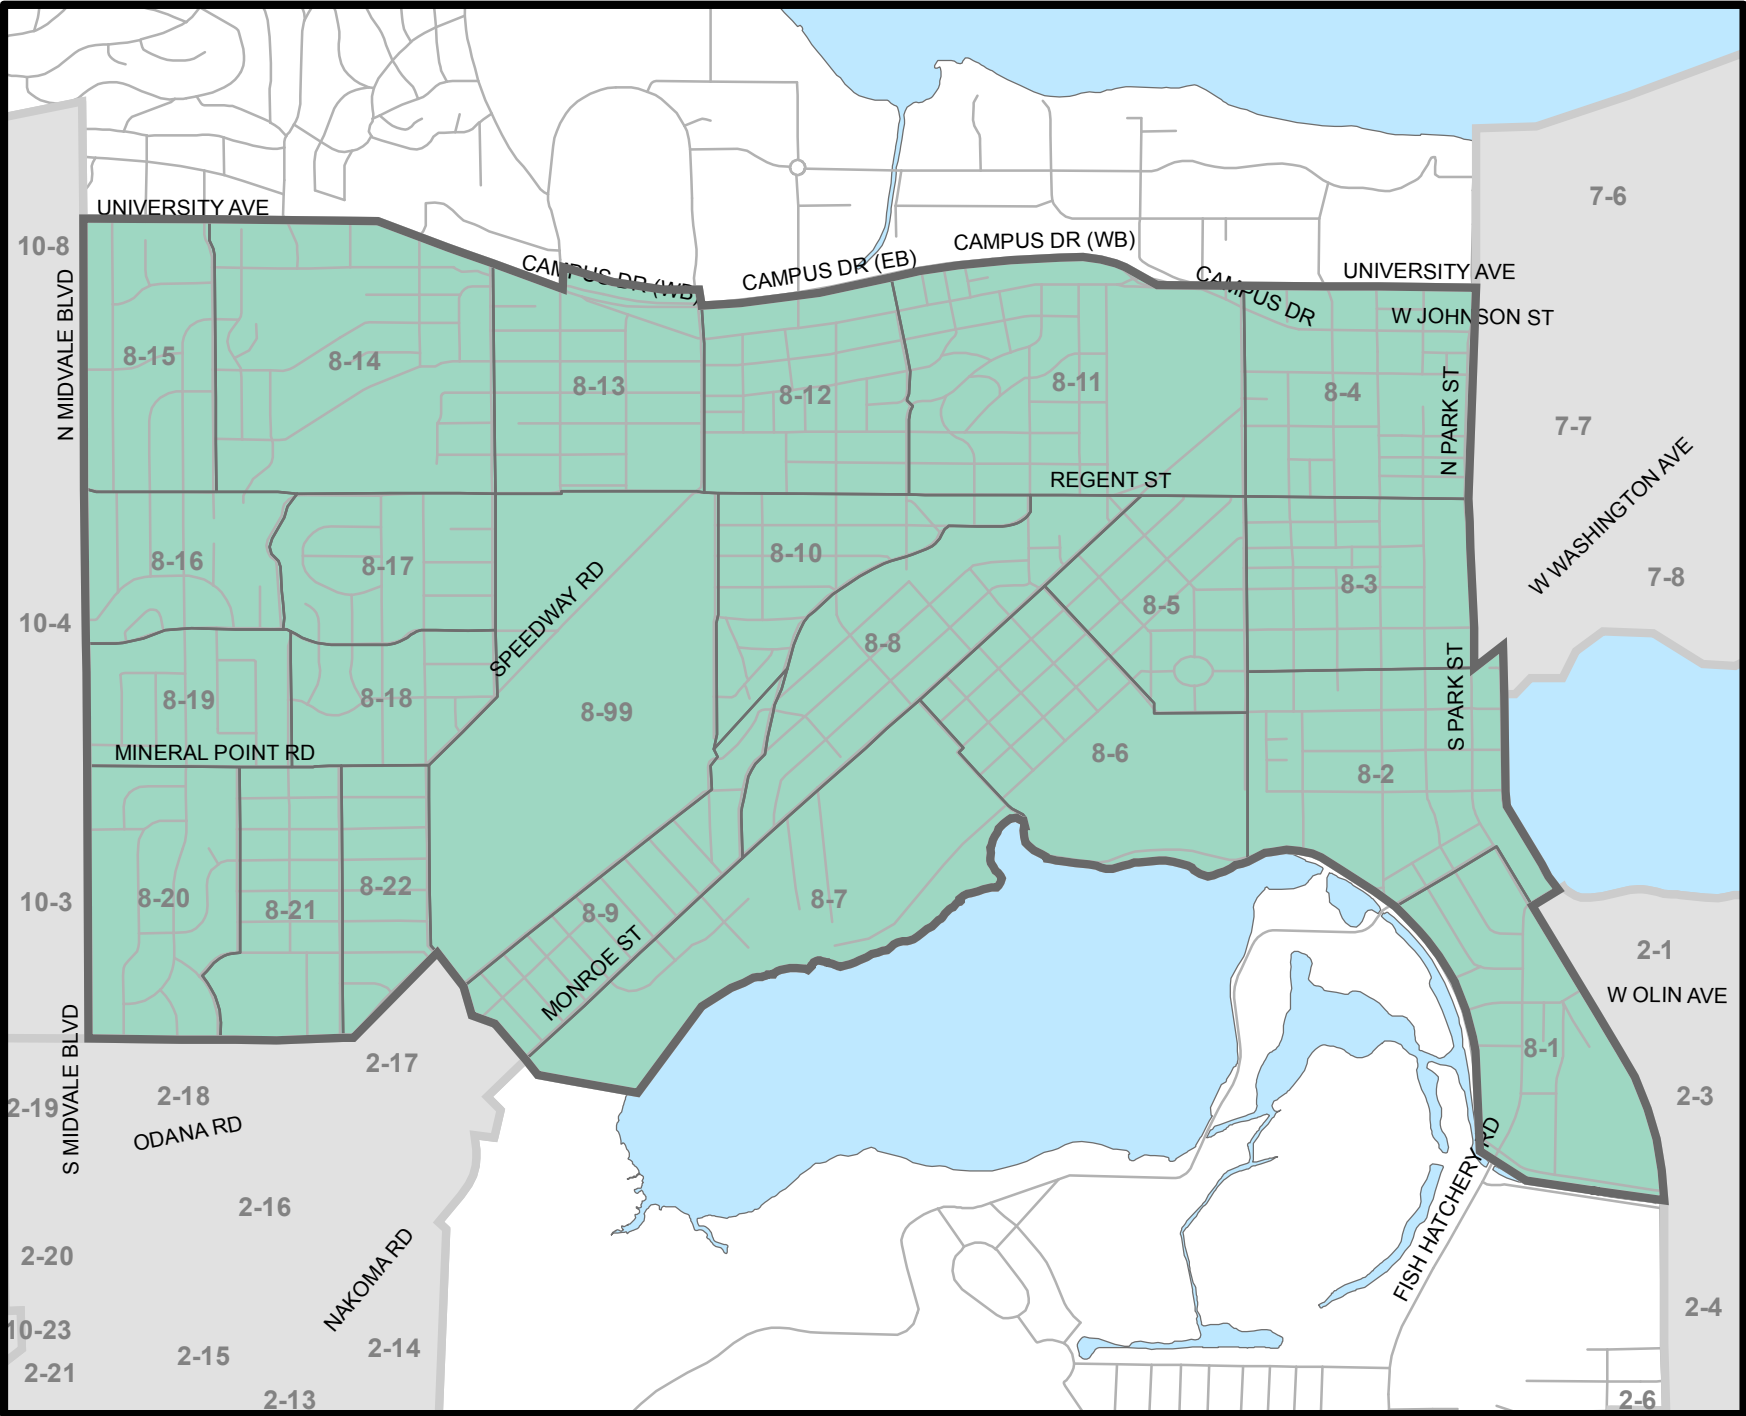 7-6
UNIVERSITY AVE
10-8
CAMPUS DR (WB)
CAMPUS DR (EB)
CAMPUS DR (WB)
CAMPUS DR
UNIVERSITY AVE
W JOHNSON ST
N MIDVALE BLVD
8-15
8-14
8-13
8-12
8-11
8-4
N PARK ST
7-7
W WASHINGTON AVE
REGENT ST
8-16
8-17
8-10
8-3
7-8
8-5
10-4
SPEEDWAY RD
8-8
8-19
8-18
8-99
S PARK ST
MINERAL POINT RD
8-6
8-2
8-20
8-21
8-22
8-9
8-7
10-3
MONROE ST
2-1
W OLIN AVE
S MIDVALE BLVD
8-1
2-17
2-18
2-19
2-3
ODANA RD
FISH HATCHERY RD
2-16
2-20
NAKOMA RD
2-4
10-23
2-15
2-14
2-21
2-13
2-6